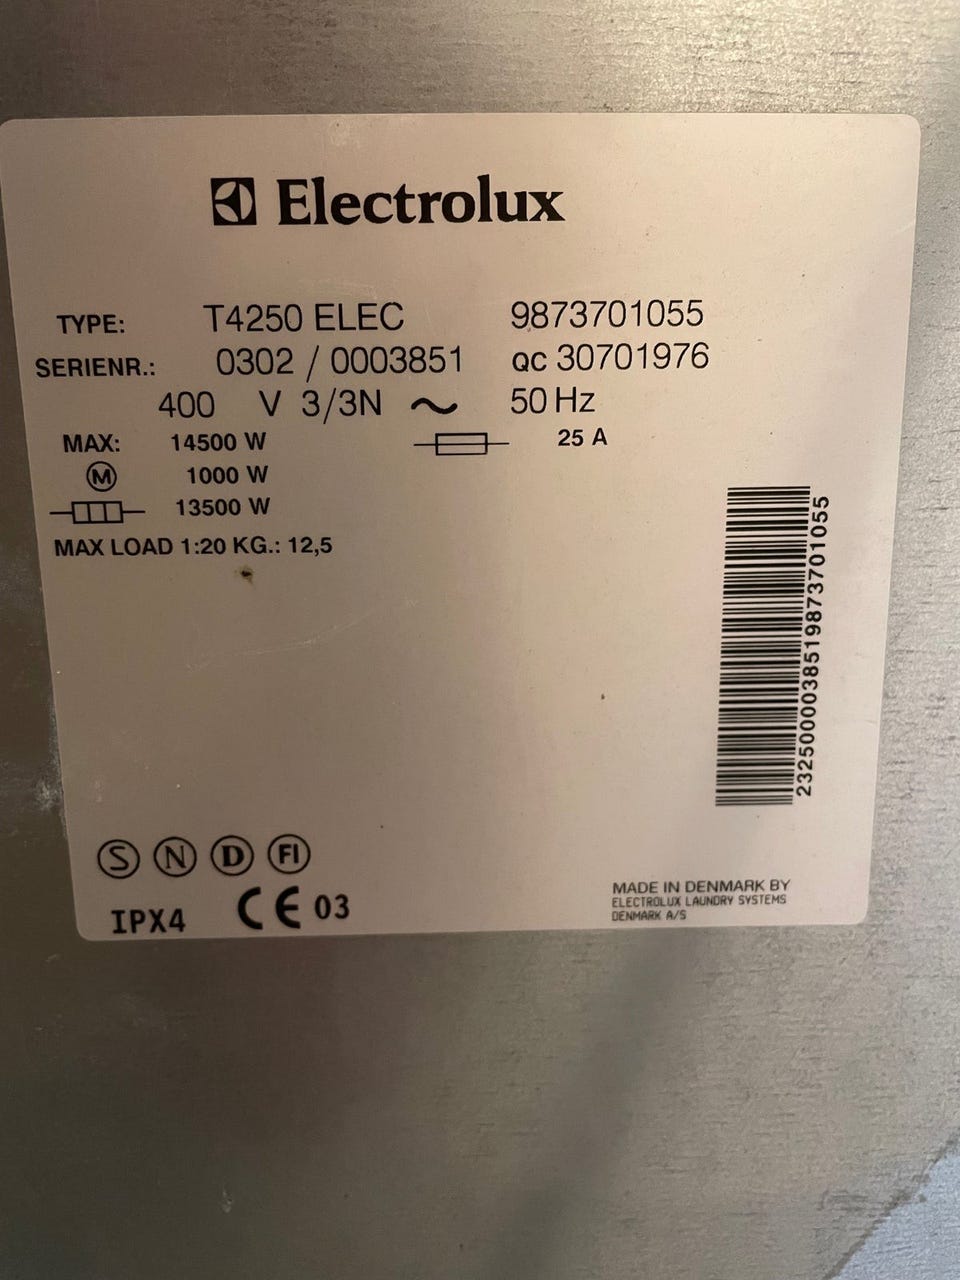 Electrolux
TYPE: T4250 ELEC 9873701055
SERIENR.: 0302 / 0003851 QC 30701976
400 V 3/3N ~ 50 Hz
MAX: 14500 W 25 A
M 1000 W
13500 W
MAX LOAD 1:20 KG.: 12,5
2325000038519873701055
S N D FI
IPX4 CE 03
MADE IN DENMARK BY
ELECTROLUX LAUNDRY SYSTEMS
DENMARK A/S